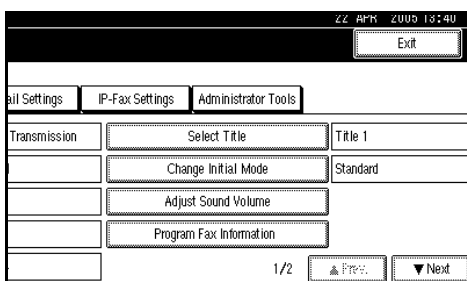 22 APR 2005 13:40
Exit
ail Settings IP-Fax Settings Administrator Tools
Transmission Select Title Title 1
Change Initial Mode Standard
Adjust Sound Volume
Program Fax Information
1/2 ▲ Prev. ▼ Next